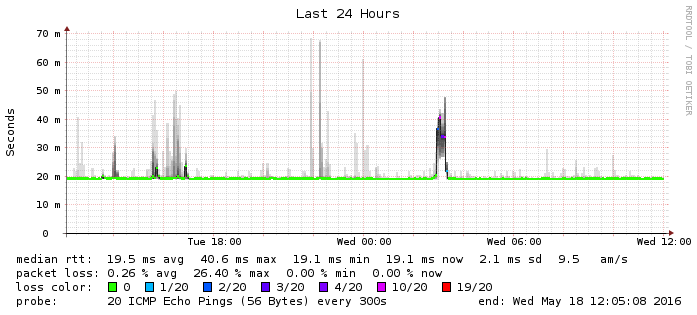 Last 24 Hours
RRDTOOL / TOBI OETIKER
70 m
60 m
50 m
40 m
30 m
20 m
10 m
0
Seconds
Tue 18:00 Wed 00:00 Wed 06:00 Wed 12:00
median rtt: 19.5 ms avg 40.6 ms max 19.1 ms min 19.1 ms now 2.1 ms sd 9.5 am/s
packet loss: 0.26 % avg 26.40 % max 0.00 % min 0.00 % now
loss color: 0 1/20 2/20 3/20 4/20 10/20 19/20
probe: 20 ICMP Echo Pings (56 Bytes) every 300s end: Wed May 18 12:05:08 2016